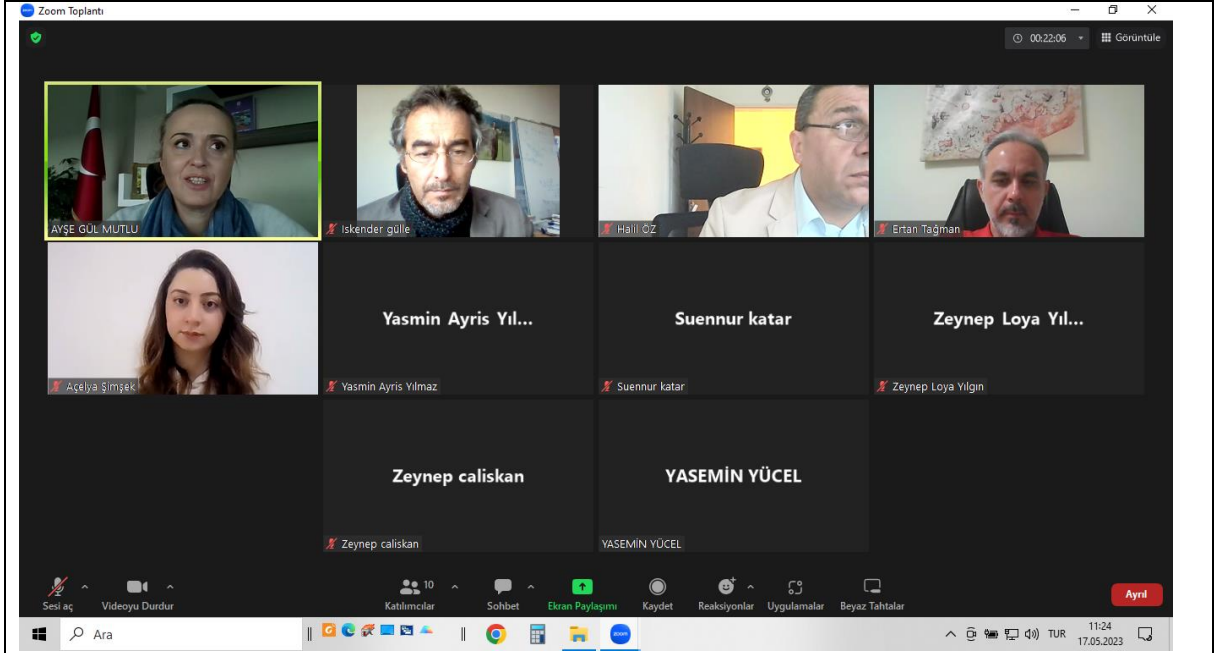 Zoom Toplantı
00:22:06
Görüntüle
AYŞE GÜL MUTLU
Iskender gülle
Halil ÖZ
Ertan Tağman
Açelya Şimşek
Yasmin Ayris Yıl...
Yasmin Ayris Yılmaz
Suennur katar
Suennur katar
Zeynep Loya Yıl...
Zeynep Loya Yılgın
Zeynep caliskan
Zeynep caliskan
YASEMİN YÜCEL
YASEMİN YÜCEL
Sesi aç
Videoyu Durdur
10
Katılımcılar
Sohbet
Ekran Paylaşımı
Kaydet
Reaksiyonlar
Uygulamalar
Beyaz Tahtalar
Ayrıl
Ara
zoom
TUR
11:24
17.05.2023